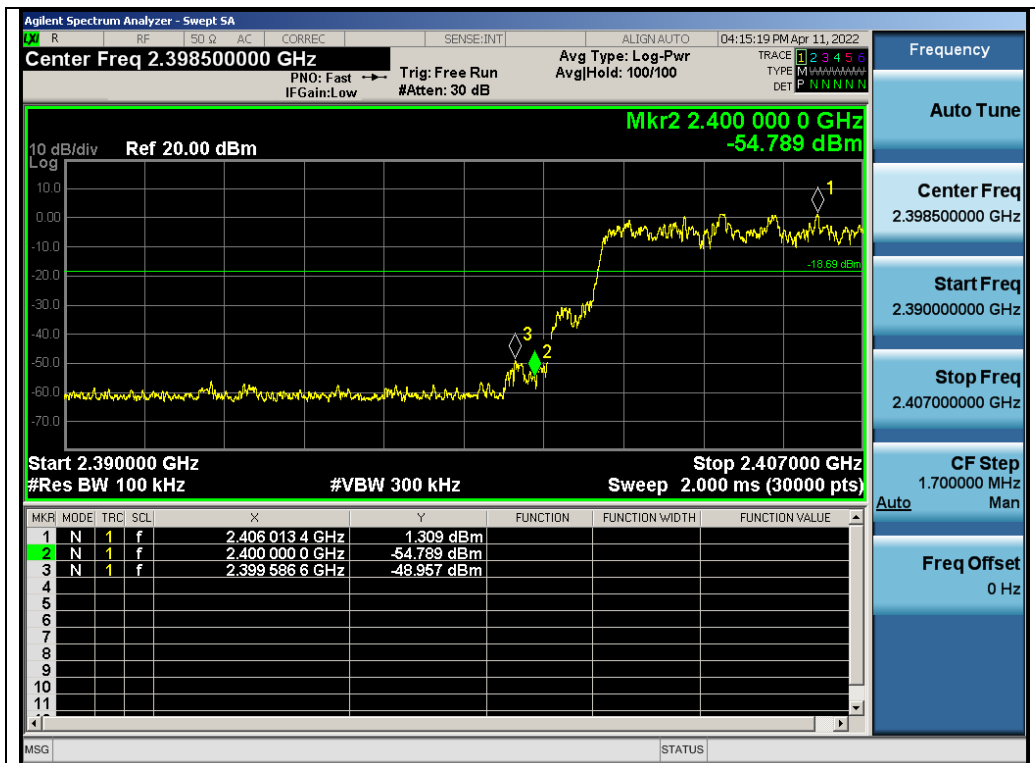 Agilent Spectrum Analyzer - Swept SA
LXI R RF 50 Ω AC CORREC SENSE:INT ALIGN AUTO 04:15:19 PM Apr 11, 2022
Center Freq 2.398500000 GHz
PNO: Fast
IFGain:Low
Trig: Free Run
#Atten: 30 dB
Avg Type: Log-Pwr
Avg|Hold: 100/100
TRACE 1 2 3 4 5 6
TYPE M W W W W W
DET P N N N N N
Mkr2 2.400 000 0 GHz
-54.789 dBm
10 dB/div Ref 20.00 dBm
Log
10.0
0.00
-10.0
-20.0
-30.0
-40.0
-50.0
-60.0
-70.0
1
-18.69 dBm
3
2
Start 2.390000 GHz Stop 2.407000 GHz
#Res BW 100 kHz #VBW 300 kHz Sweep 2.000 ms (30000 pts)
MKR MODE TRC SCL X Y FUNCTION FUNCTION WIDTH FUNCTION VALUE
1 N 1 f 2.406 013 4 GHz 1.309 dBm
2 N 1 f 2.400 000 0 GHz -54.789 dBm
3 N 1 f 2.399 586 6 GHz -48.957 dBm
4
5
6
7
8
9
10
11
MSG STATUS
Frequency
Auto Tune
Center Freq
2.398500000 GHz
Start Freq
2.390000000 GHz
Stop Freq
2.407000000 GHz
CF Step
1.700000 MHz
Auto Man
Freq Offset
0 Hz